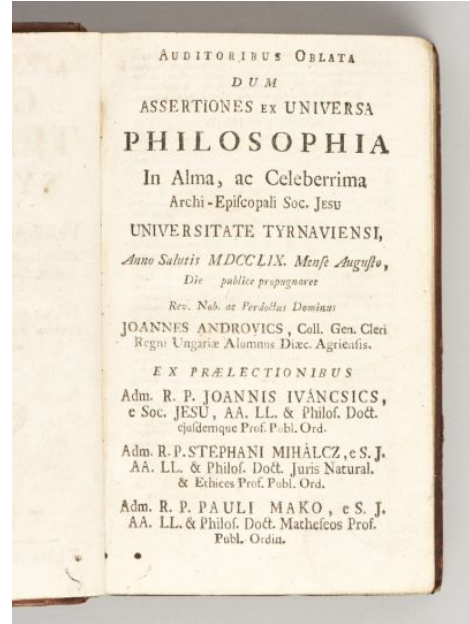 AUDITORIBUS OBLATA
DUM
ASSERTIONES EX UNIVERSA
PHILOSOPHIA
In Alma, ac Celeberrima
Archi-Epiſcopali Soc. JESU
UNIVERSITATE TYRNAVIENSI,
Anno Salutis MDCCLIX. Menſe Auguſto,
Die publice propugnaret
Rev. Nob. ac Perdoctus Dominus
JOANNES ANDROVICS, Coll. Gen. Cleri
Regni Ungariæ Alumnus Diœc. Agrienſis.
EX PRÆLECTIONIBUS
Adm. R. P. JOANNIS IVÁNCSICS,
e Soc. JESU, AA. LL. & Philoſ. Doct.
ejuſdemque Prof. Publ. Ord.
Adm. R. P. STEPHANI MIHÁLCZ, e S. J.
AA. LL. & Philoſ. Doct. Juris Natural.
& Ethices Prof. Publ. Ord.
Adm. R. P. PAULI MAKO, e S. J.
AA. LL. & Philoſ. Doct. Matheſeos Prof.
Publ. Ordin.